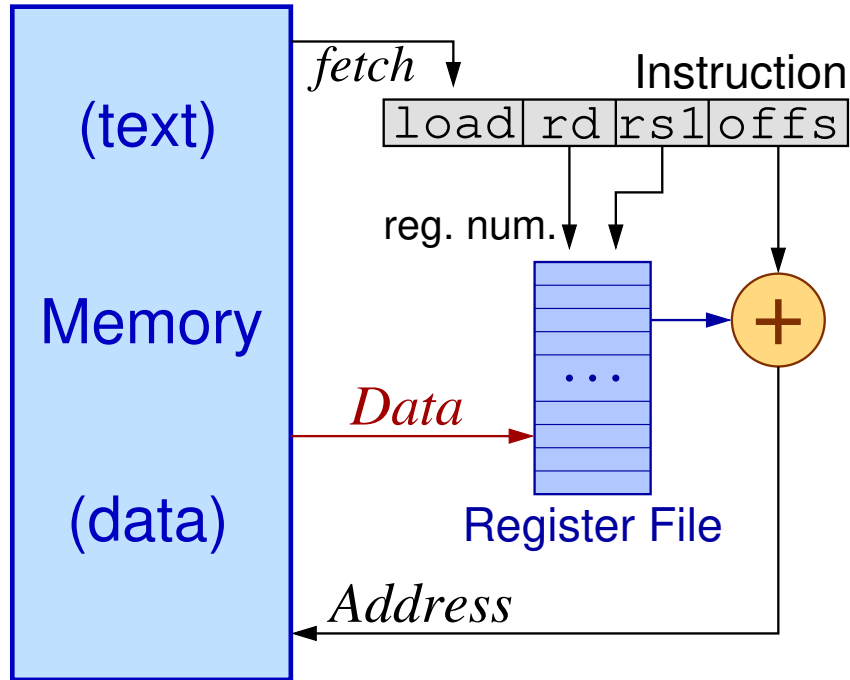 fetch
Instruction
load rd rs1 offs
(text)
reg. num.
Memory
+
. . .
Data
(data)
Register File
Address